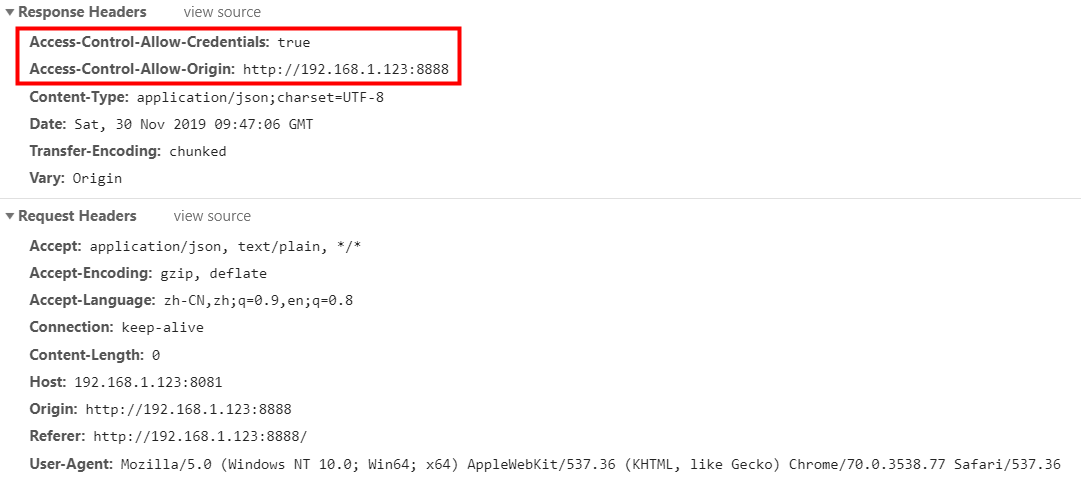 Response Headers view source
Access-Control-Allow-Credentials: true
Access-Control-Allow-Origin: http://192.168.1.123:8888
Content-Type: application/json;charset=UTF-8
Date: Sat, 30 Nov 2019 09:47:06 GMT
Transfer-Encoding: chunked
Vary: Origin
Request Headers view source
Accept: application/json, text/plain, */*
Accept-Encoding: gzip, deflate
Accept-Language: zh-CN,zh;q=0.9,en;q=0.8
Connection: keep-alive
Content-Length: 0
Host: 192.168.1.123:8081
Origin: http://192.168.1.123:8888
Referer: http://192.168.1.123:8888/
User-Agent: Mozilla/5.0 (Windows NT 10.0; Win64; x64) AppleWebKit/537.36 (KHTML, like Gecko) Chrome/70.0.3538.77 Safari/537.36